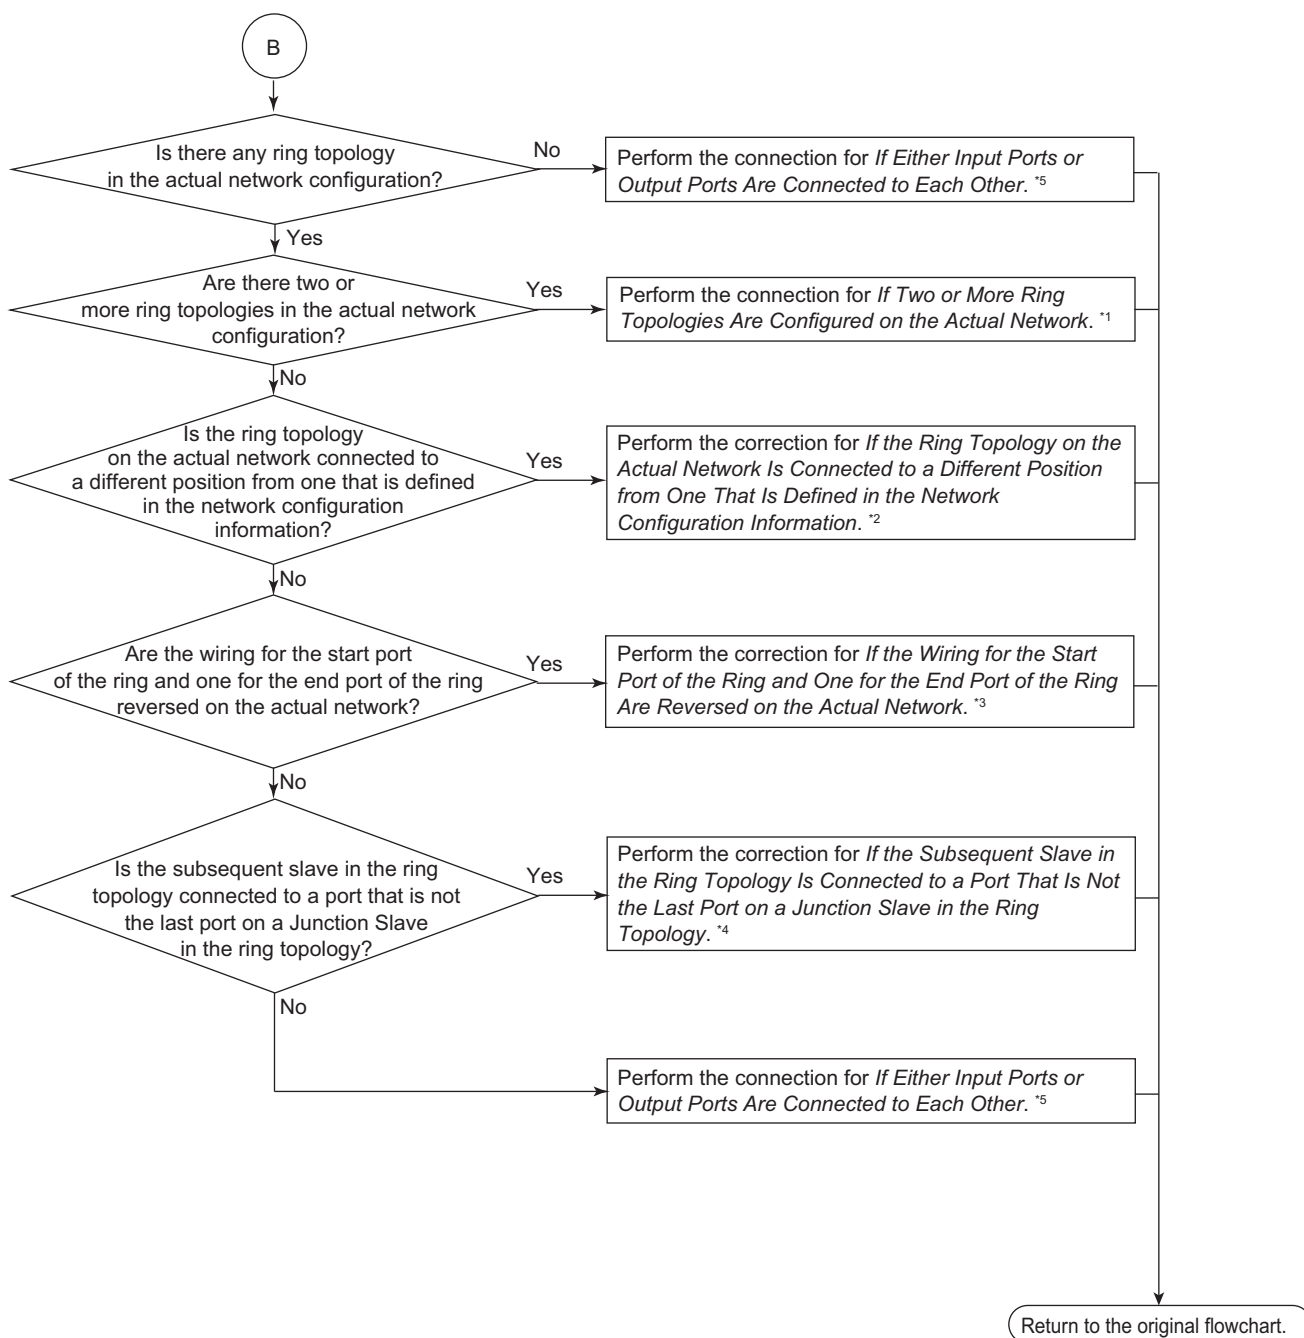 B
Is there any ring topology
in the actual network configuration?
No
Perform the connection for If Either Input Ports or
Output Ports Are Connected to Each Other. *5
Yes
Are there two or
more ring topologies in the actual network
configuration?
Yes
Perform the connection for If Two or More Ring
Topologies Are Configured on the Actual Network. *1
No
Is the ring topology
on the actual network connected to
a different position from one that is defined
in the network configuration
information?
Yes
Perform the correction for If the Ring Topology on the
Actual Network Is Connected to a Different Position
from One That Is Defined in the Network
Configuration Information. *2
No
Are the wiring for the start port
of the ring and one for the end port of the ring
reversed on the actual network?
Yes
Perform the correction for If the Wiring for the Start
Port of the Ring and One for the End Port of the Ring
Are Reversed on the Actual Network. *3
No
Is the subsequent slave in the ring
topology connected to a port that is not
the last port on a Junction Slave
in the ring topology?
Yes
Perform the correction for If the Subsequent Slave in
the Ring Topology Is Connected to a Port That Is Not
the Last Port on a Junction Slave in the Ring
Topology. *4
No
Perform the connection for If Either Input Ports or
Output Ports Are Connected to Each Other. *5
Return to the original flowchart.